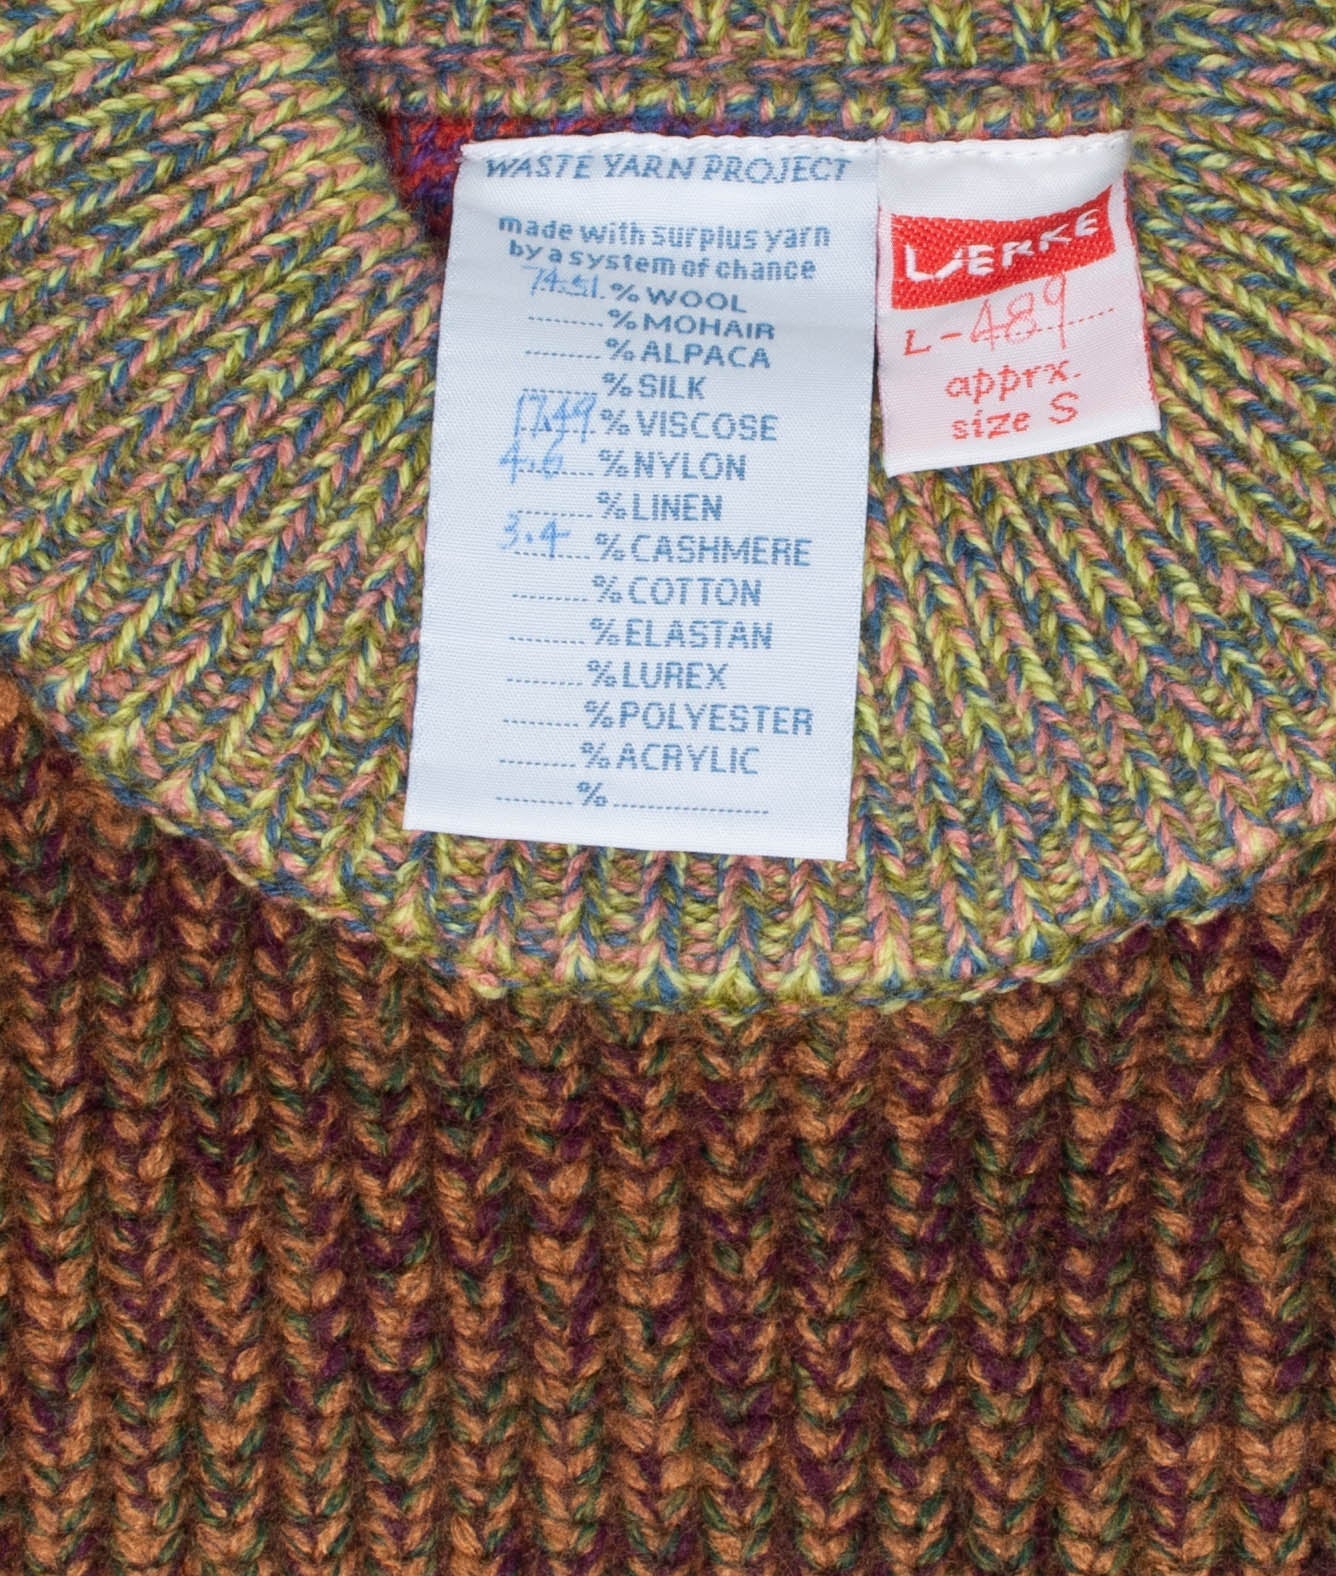 WASTE YARN PROJECT
made with surplus yarn
by a system of chance
74.51.% WOOL
.........% MOHAIR
.........% ALPACA
.........% SILK
17.49% VISCOSE
4.6.....% NYLON
.........% LINEN
3.4.....% CASHMERE
.........% COTTON
.........% ELASTAN
.........% LUREX
.........% POLYESTER
.........% ACRYLIC
.........% ...................
L-489
apprx.
size S